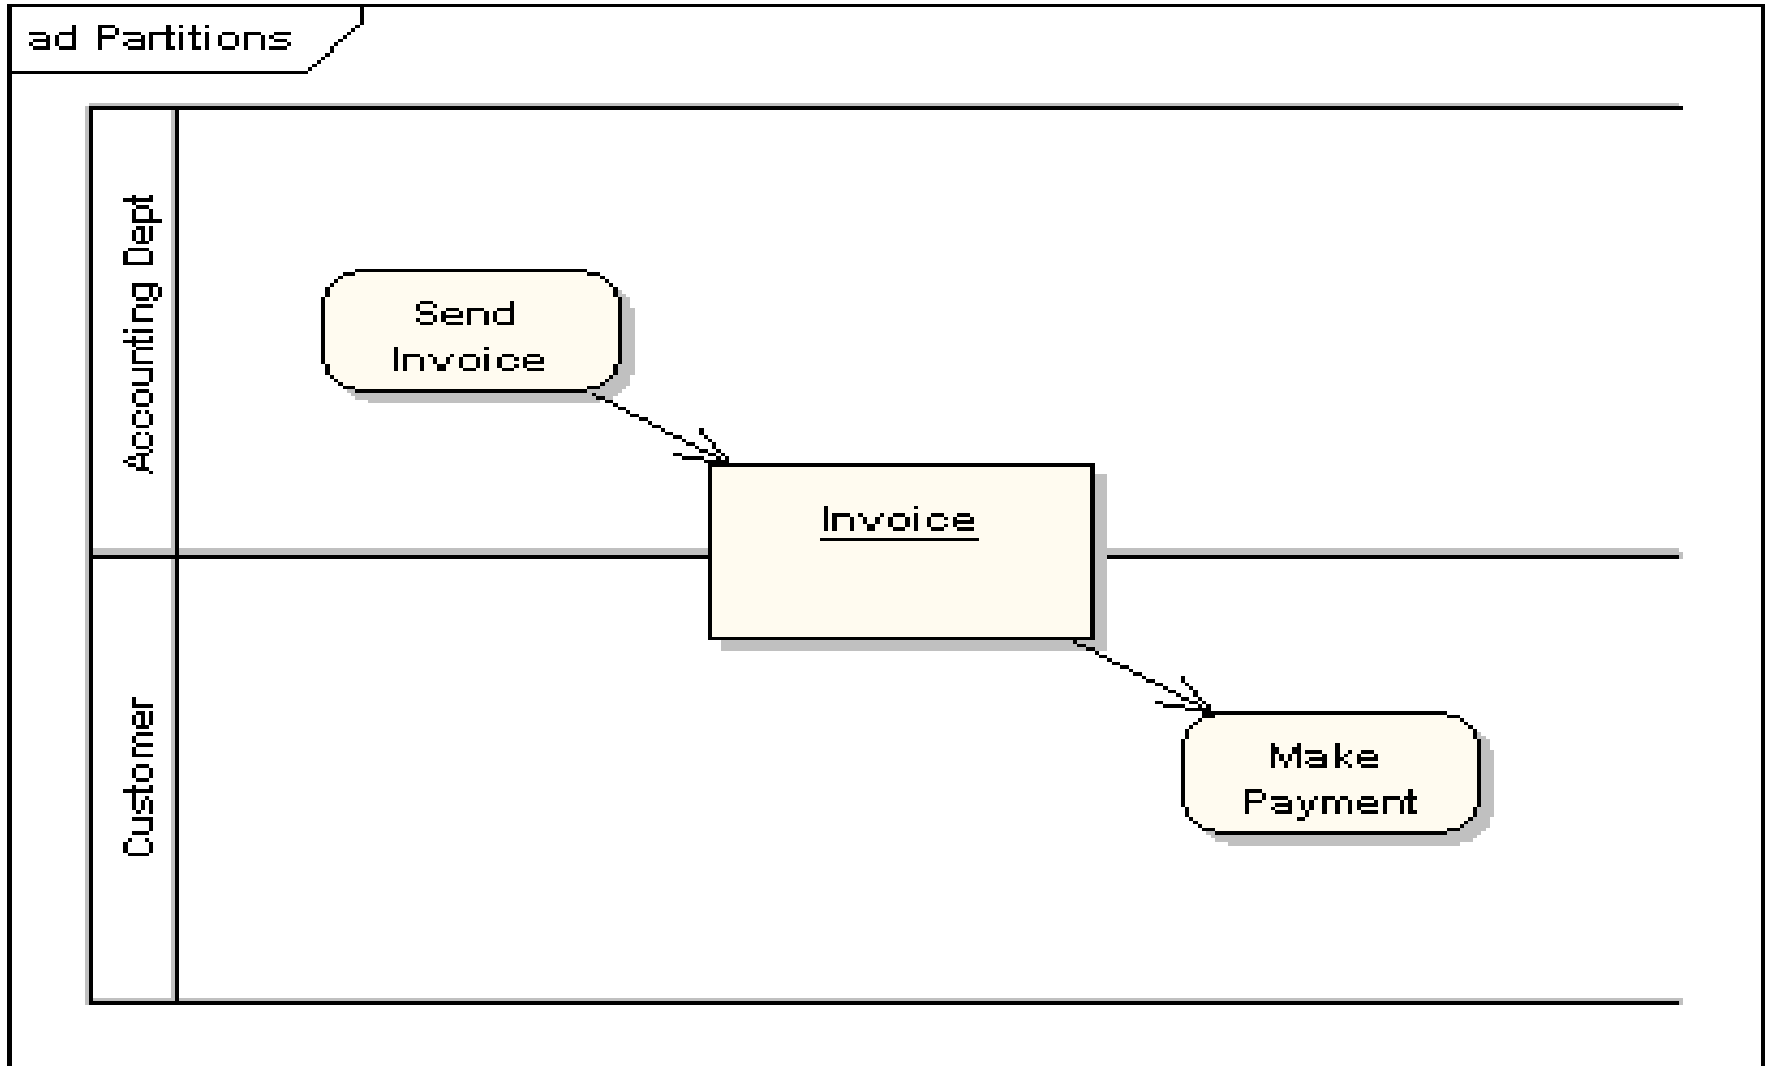 ad Partitions
Accounting Dept
Send
Invoice
Invoice
Customer
Make
Payment